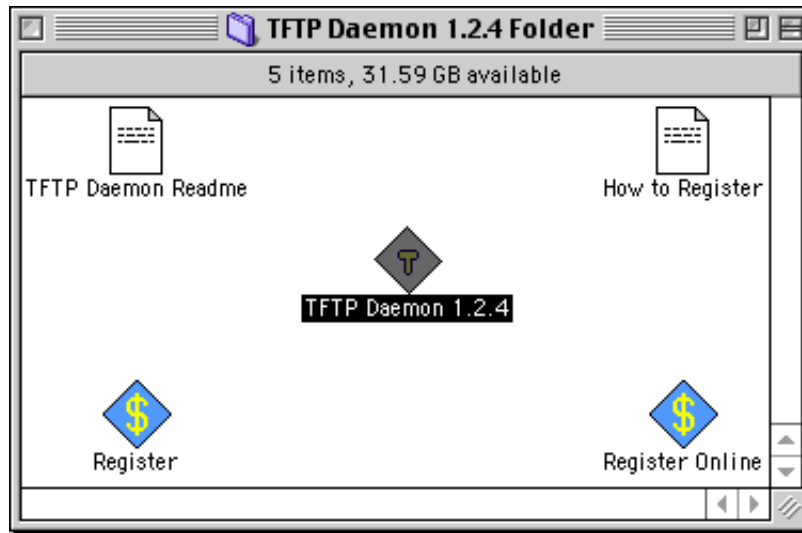 TFTP Daemon 1.2.4 Folder
5 items, 31.59 GB available
TFTP Daemon Readme
How to Register
T
TFTP Daemon 1.2.4
$
$
Register
Register Online